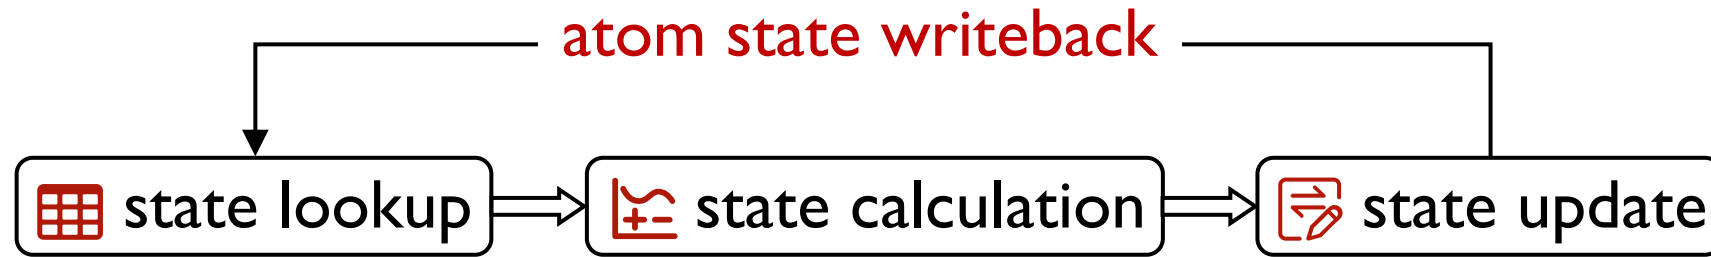 atom state writeback
state lookup
state calculation
state update